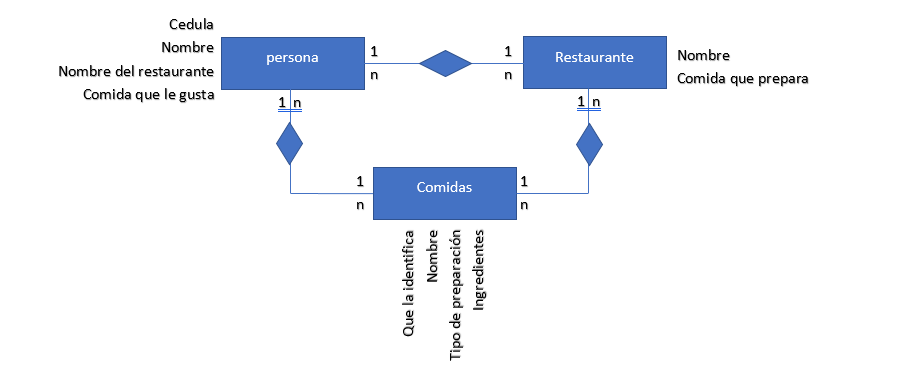 Cedula
Nombre
Nombre del restaurante
Comida que le gusta
persona
1
n
1
n
Restaurante
Nombre
Comida que prepara
1 n
1 n
1
n
Comidas
1
n
Que la identifica
Nombre
Tipo de preparación
Ingredientes